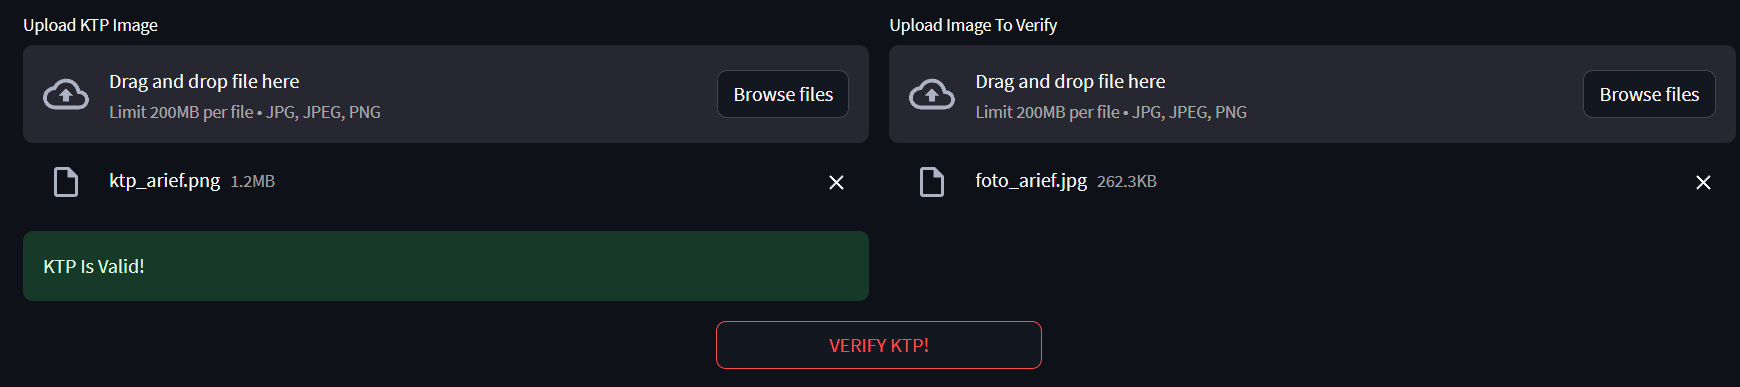 Upload KTP Image
Drag and drop file here
Limit 200MB per file • JPG, JPEG, PNG
Browse files
ktp_arief.png 1.2MB
KTP Is Valid!
Upload Image To Verify
Drag and drop file here
Limit 200MB per file • JPG, JPEG, PNG
Browse files
foto_arief.jpg 262.3KB
VERIFY KTP!